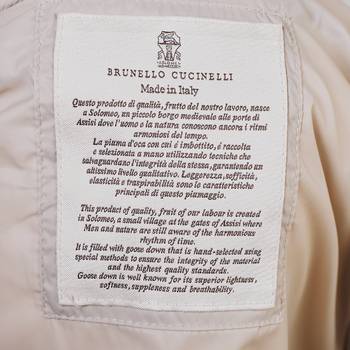 SOLOMEO
BRUNELLO CUCINELLI
Made in Italy
Questo prodotto di qualità, frutto del nostro lavoro, nasce
a Solomeo, un piccolo borgo medievale alle porte di
Assisi dove l'uomo e la natura conoscono ancora i ritmi
armoniosi del tempo.
La piuma d'oca con cui è imbottito, è raccolta
e selezionata a mano utilizzando tecniche che
salvaguardano l'integrità della stessa, garantendo un
altissimo livello qualitativo. Leggerezza, sofficità,
elasticità e traspirabilità sono le caratteristiche
principali di questo piumaggio.
This product of quality, fruit of our labour is created
in Solomeo, a small village at the gates of Assisi where
Men and nature are still aware of the harmonious
rhythm of time.
It is filled with goose down that is hand-selected using
special methods to ensure the integrity of the material
and the highest quality standards.
Goose down is well known for its superior lightness,
softness, suppleness and breathability.